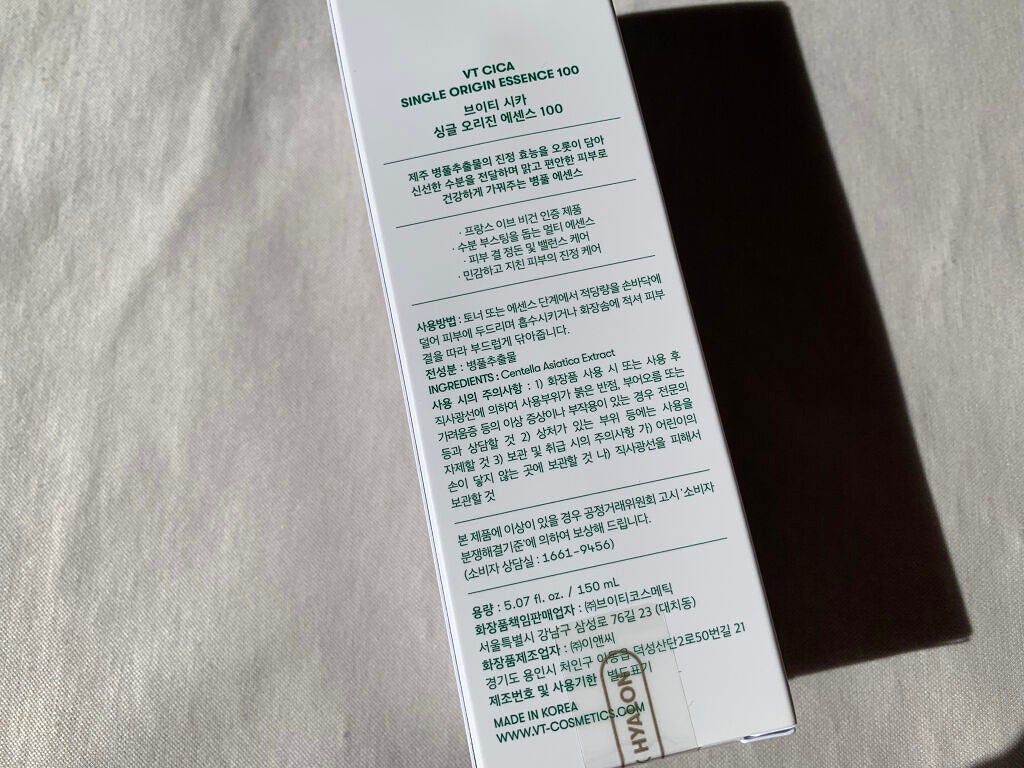 VT CICA
SINGLE ORIGIN ESSENCE 100
브이티 시카
싱글 오리진 에센스 100
제주 병풀추출물의 진정 효능을 오롯이 담아
신선한 수분을 전달하며 맑고 편안한 피부로
건강하게 가꿔주는 병풀 에센스
· 프랑스 이브 비건 인증 제품
· 수분 부스팅을 돕는 멀티 에센스
· 피부 결 정돈 및 밸런스 케어
· 민감하고 지친 피부의 진정 케어
사용방법 : 토너 또는 에센스 단계에서 적당량을 손바닥에
덜어 피부에 두드리며 흡수시키거나 화장솜에 적셔 피부
결을 따라 부드럽게 닦아줍니다.
전성분 : 병풀추출물
INGREDIENTS : Centella Asiatica Extract
사용 시의 주의사항 : 1) 화장품 사용 시 또는 사용 후
직사광선에 의하여 사용부위가 붉은 반점, 부어오름 또는
가려움증 등의 이상 증상이나 부작용이 있는 경우 전문의
등과 상담할 것 2) 상처가 있는 부위 등에는 사용을
자제할 것 3) 보관 및 취급 시의 주의사항 가) 어린이의
손이 닿지 않는 곳에 보관할 것 나) 직사광선을 피해서
보관할 것
본 제품에 이상이 있을 경우 공정거래위원회 고시 '소비자
분쟁해결기준'에 의하여 보상해 드립니다.
(소비자 상담실 : 1661-9456)
용량 : 5.07 fl. oz. / 150 mL
화장품책임판매업자 : ㈜브이티코스메틱
서울특별시 강남구 삼성로 76길 23 (대치동)
화장품제조업자 : ㈜이앤씨
경기도 용인시 처인구 이동읍 덕성산단2로50번길 21
제조번호 및 사용기한 : 별도표기
MADE IN KOREA
WWW.VT-COSMETICS.COM
HYALON